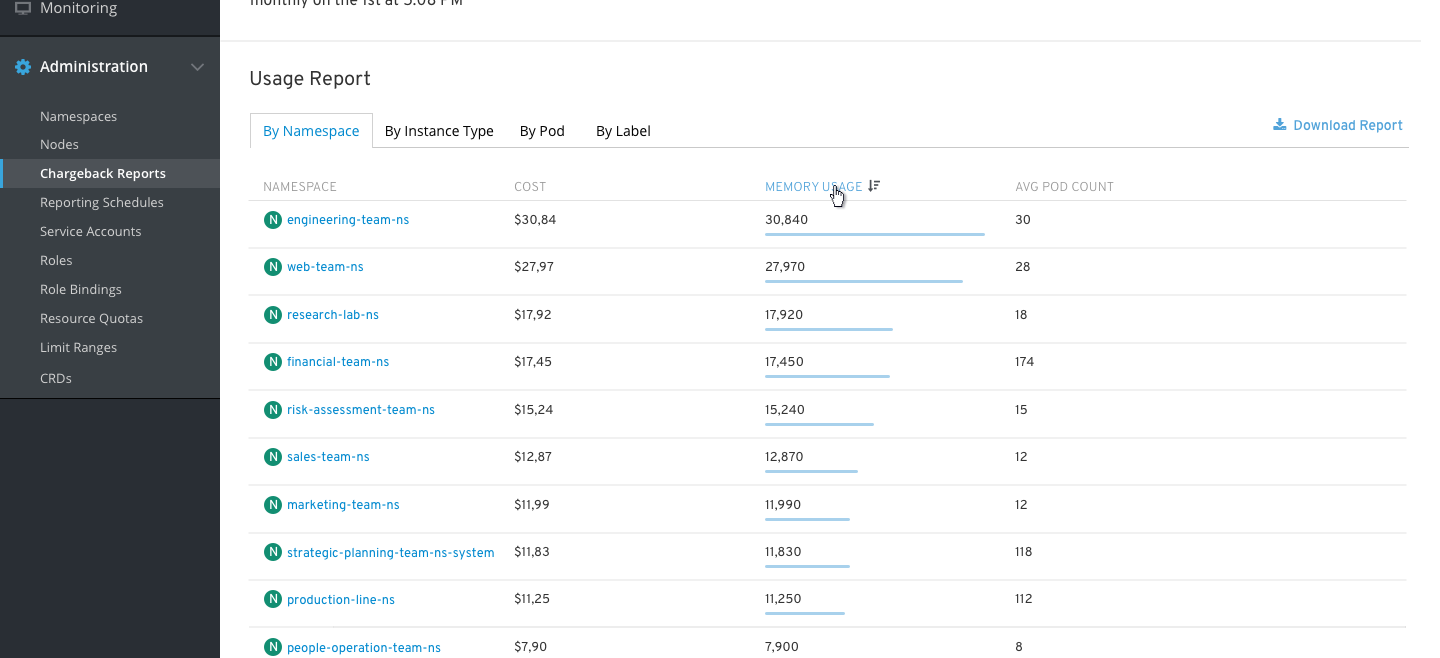 Monitoring
monthly on the 1st at 5:08 PM
Administration
Namespaces
Nodes
Chargeback Reports
Reporting Schedules
Service Accounts
Roles
Role Bindings
Resource Quotas
Limit Ranges
CRDs
Usage Report
By Namespace By Instance Type By Pod By Label
Download Report
NAMESPACE COST MEMORY USAGE AVG POD COUNT
N engineering-team-ns $30,84 30,840 30
N web-team-ns $27,97 27,970 28
N research-lab-ns $17,92 17,920 18
N financial-team-ns $17,45 17,450 174
N risk-assessment-team-ns $15,24 15,240 15
N sales-team-ns $12,87 12,870 12
N marketing-team-ns $11,99 11,990 12
N strategic-planning-team-ns-system $11,83 11,830 118
N production-line-ns $11,25 11,250 112
N people-operation-team-ns $7,90 7,900 8